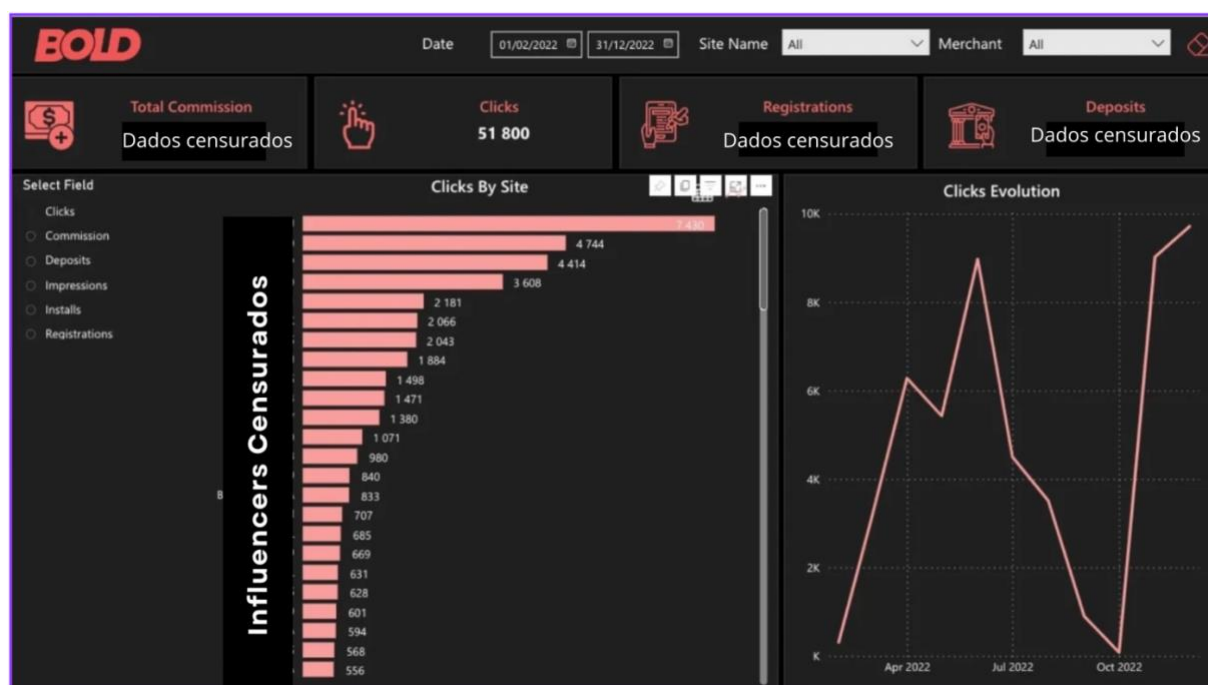 BOLD
Date 01/02/2022 31/12/2022 Site Name All Merchant All
Total Commission
Dados censurados
Clicks
51 800
Registrations
Dados censurados
Deposits
Dados censurados
Select Field
Clicks
Commission
Deposits
Impressions
Installs
Registrations
Influencers Censurados
Clicks By Site
7 430
4 744
4 414
3 608
2 181
2 066
2 043
1 884
1 498
1 471
1 380
1 071
980
840
833
707
685
669
631
628
601
594
568
556
B
Clicks Evolution
10K
8K
6K
4K
2K
K
Apr 2022 Jul 2022 Oct 2022